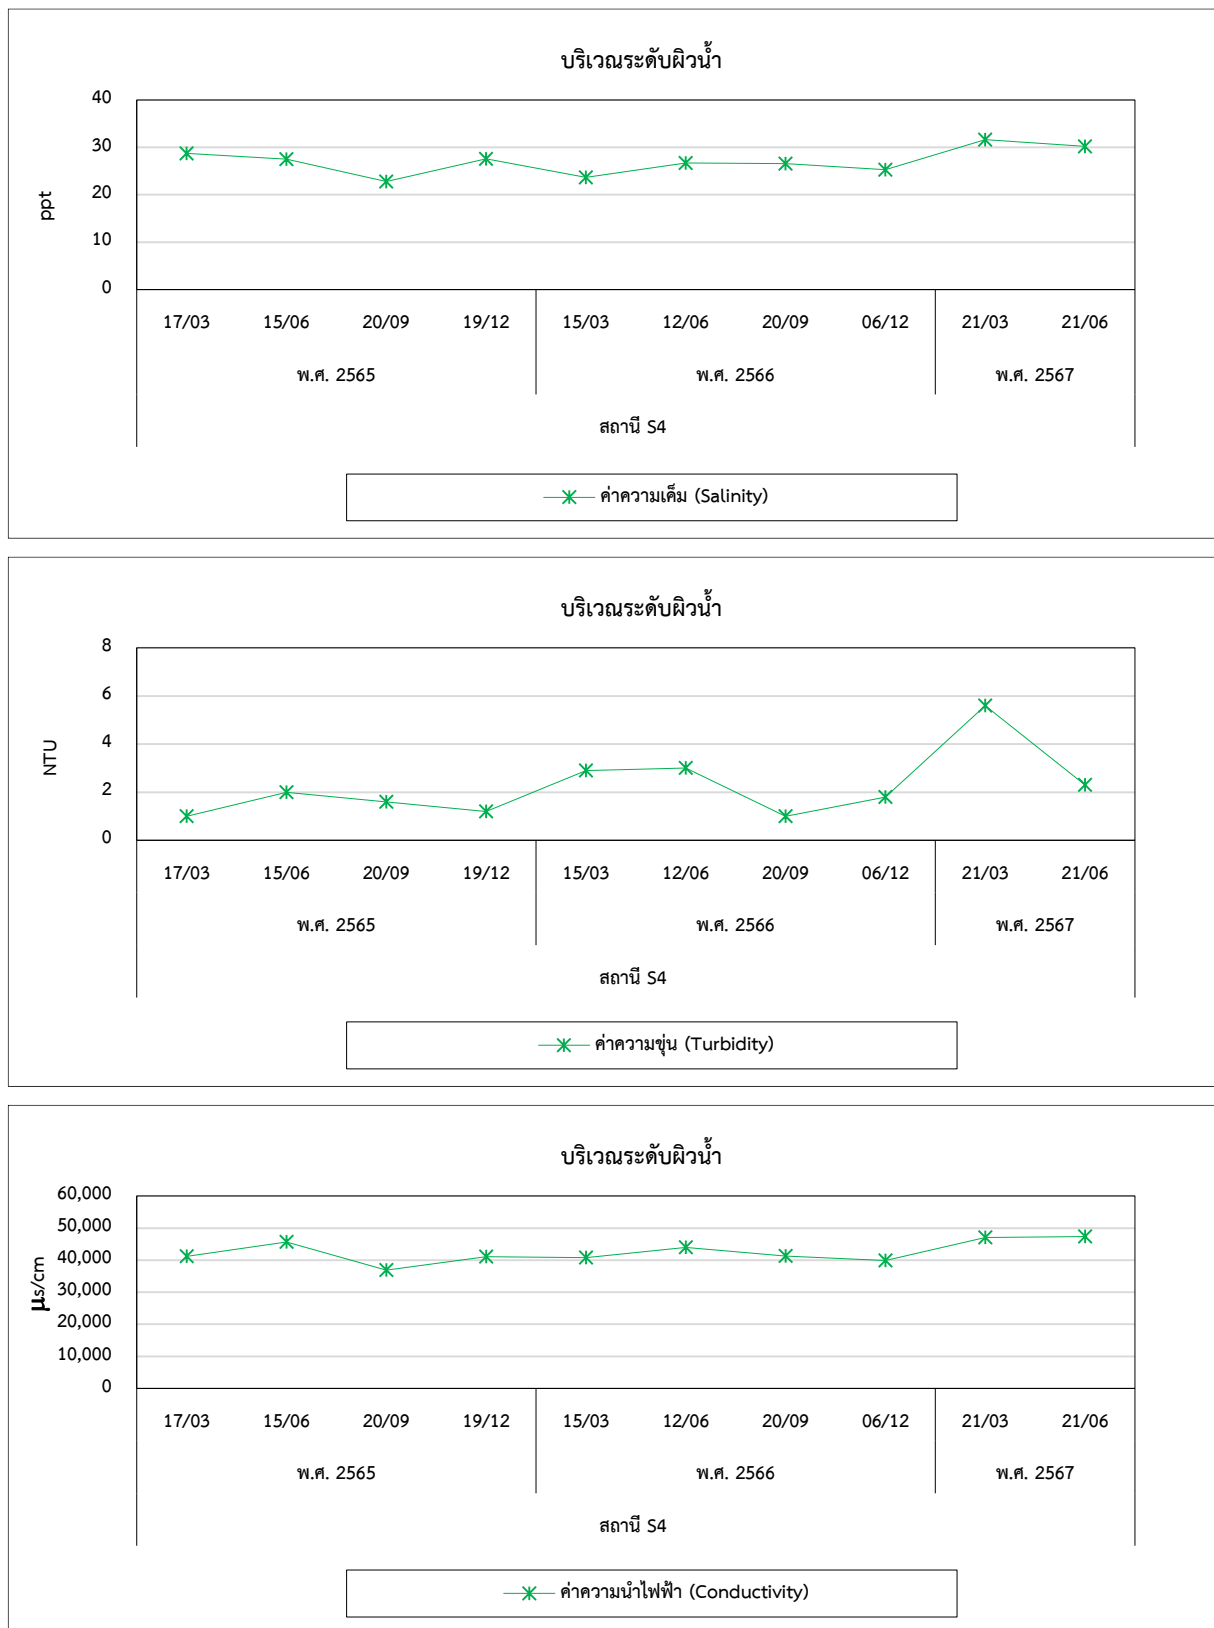 บริเวณระดับผิวน้ำ
40
30
20
10
0
ppt
17/03 15/06 20/09 19/12 15/03 12/06 20/09 06/12 21/03 21/06
พ.ศ. 2565 พ.ศ. 2566 พ.ศ. 2567
สถานี S4
ค่าความเค็ม (Salinity)
บริเวณระดับผิวน้ำ
8
6
4
2
0
NTU
17/03 15/06 20/09 19/12 15/03 12/06 20/09 06/12 21/03 21/06
พ.ศ. 2565 พ.ศ. 2566 พ.ศ. 2567
สถานี S4
ค่าความขุ่น (Turbidity)
บริเวณระดับผิวน้ำ
60,000
50,000
40,000
30,000
20,000
10,000
0
µs/cm
17/03 15/06 20/09 19/12 15/03 12/06 20/09 06/12 21/03 21/06
พ.ศ. 2565 พ.ศ. 2566 พ.ศ. 2567
สถานี S4
ค่าความนำไฟฟ้า (Conductivity)